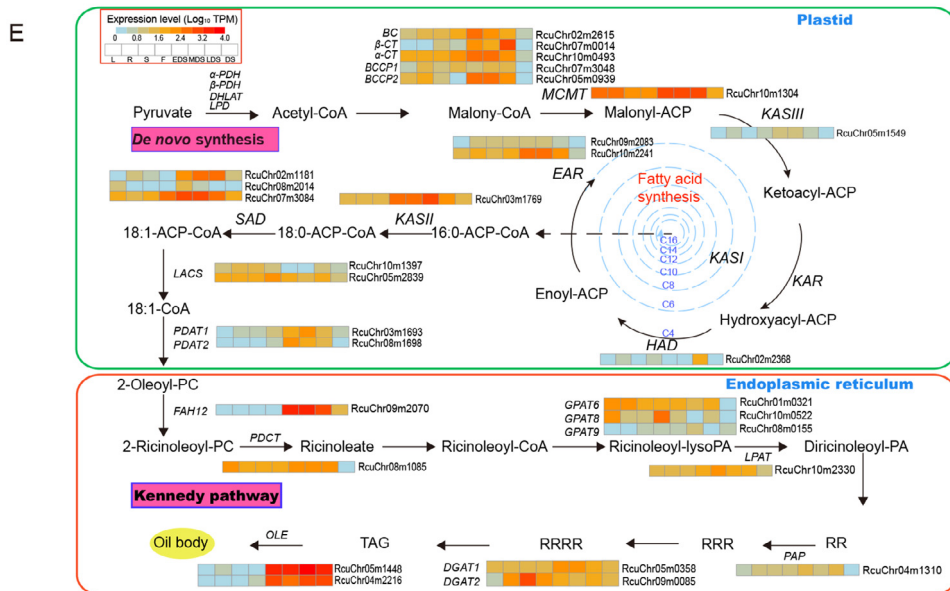 E
Expression level (Log10 TPM)
0 0.8 1.6 2.4 3.2 4.0
L R S F EDS MDS LDS DS
Plastid
BC RcuChr02m2615
β-CT RcuChr07m0014
α-CT RcuChr10m0493
BCCP1 RcuChr07m3048
BCCP2 RcuChr05m0939
α-PDH
β-PDH
DHLAT
LPD
MCMT RcuChr10m1304
KASIII
RcuChr05m1549
Pyruvate Acetyl-CoA Malony-CoA Malonyl-ACP
De novo synthesis
RcuChr09m2083
RcuChr10m2241
EAR
Fatty acid
synthesis
Ketoacyl-ACP
RcuChr02m1181
RcuChr08m2014
RcuChr07m3084
RcuChr03m1769
SAD KASII
18:1-ACP-CoA 18:0-ACP-CoA 16:0-ACP-CoA
C16
C14
C12
C10
C8
C6
C4
KASI
KAR
LACS RcuChr10m1397
RcuChr05m2839
Enoyl-ACP
Hydroxyacyl-ACP
18:1-CoA
PDAT1 RcuChr03m1693
PDAT2 RcuChr08m1698
HAD
RcuChr02m2368
2-Oleoyl-PC
Endoplasmic reticulum
FAH12 RcuChr09m2070
GPAT6 RcuChr01m0321
GPAT8 RcuChr10m0522
GPAT9 RcuChr08m0155
2-Ricinoleoyl-PC PDCT Ricinoleate Ricinoleoyl-CoA Ricinoleoyl-lysoPA Diricinoleoyl-PA
LPAT
RcuChr08m1085
RcuChr10m2330
Kennedy pathway
Oil body OLE TAG RRRR RRR RR
PAP
RcuChr05m1448
RcuChr04m2216
DGAT1 RcuChr05m0358
DGAT2 RcuChr09m0085
RcuChr04m1310